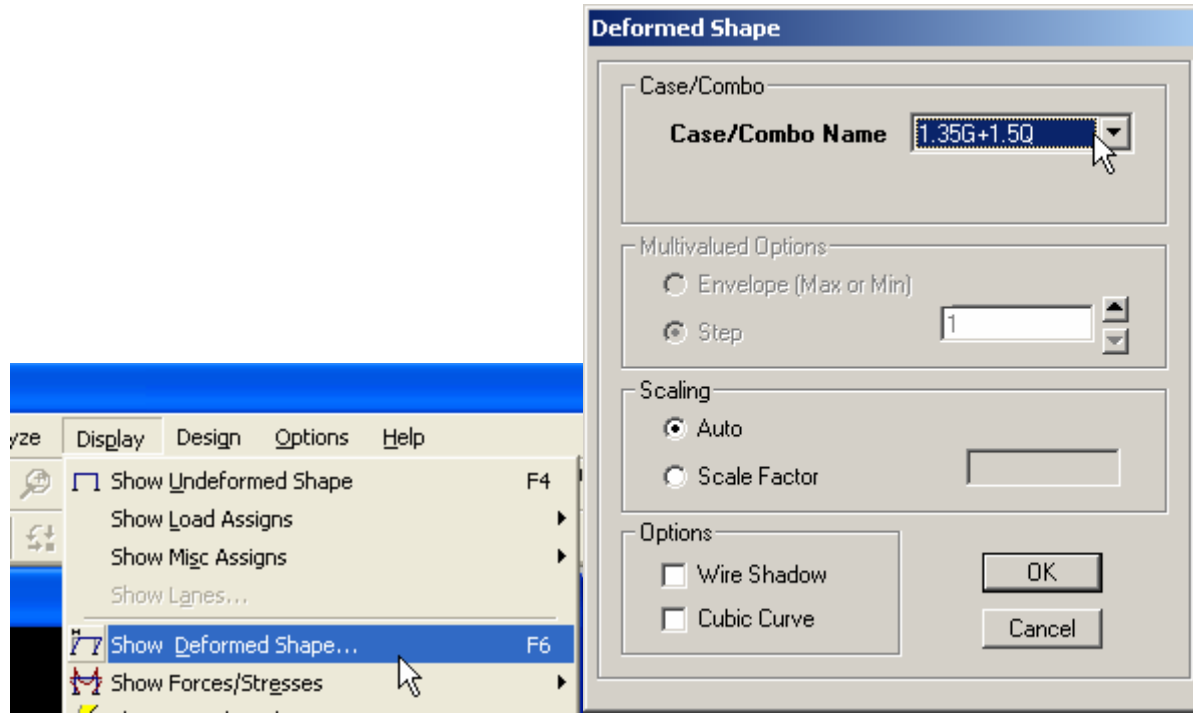 Deformed Shape
Case/Combo
Case/Combo Name 1.35G+1.5Q
Multivalued Options
Envelope (Max or Min)
Step 1
Scaling
Auto
Scale Factor
Options
Wire Shadow
Cubic Curve
OK
Cancel
yze Display Design Options Help
Show Undeformed Shape F4
Show Load Assigns
Show Misc Assigns
Show Lanes...
Show Deformed Shape... F6
Show Forces/Stresses